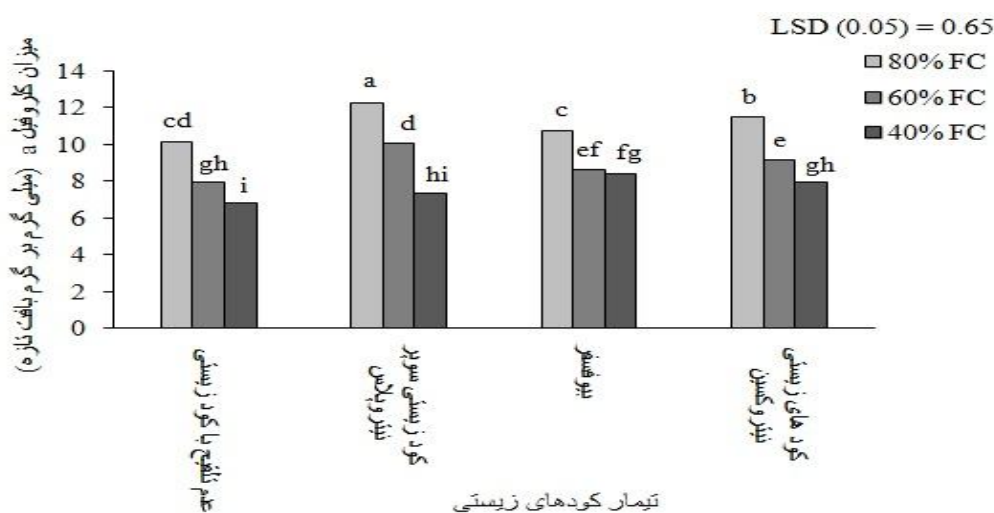 LSD (0.05) = 0.65
80% FC
60% FC
40% FC
میزان کلروفیل a (میلی گرم بر گرم بافت تازه)
14
12
10
8
6
4
2
0
cd
gh
i
a
d
hi
c
ef
fg
b
e
gh
عدم تلقیح با کود زیستی
کود زیستی سوپر
نیتروپلاس
بیوفسفر
کود های زیستی
نیتروکسین
تیمار کودهای زیستی